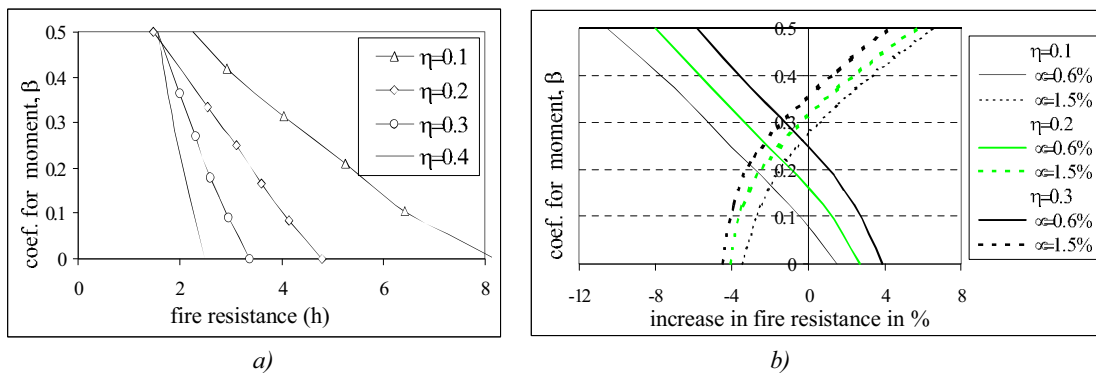 coef. for moment, β
0.5
0.4
0.3
0.2
0.1
0
0 2 4 6 8
fire resistance (h)
η=0.1
η=0.2
η=0.3
η=0.4
a)
coef. for moment, β
0.5
0.4
0.3
0.2
0.1
0
-12 -8 -4 0 4 8
increase in fire resistance in %
η=0.1
∝=0.6%
∝=1.5%
η=0.2
∝=0.6%
∝=1.5%
η=0.3
∝=0.6%
∝=1.5%
b)